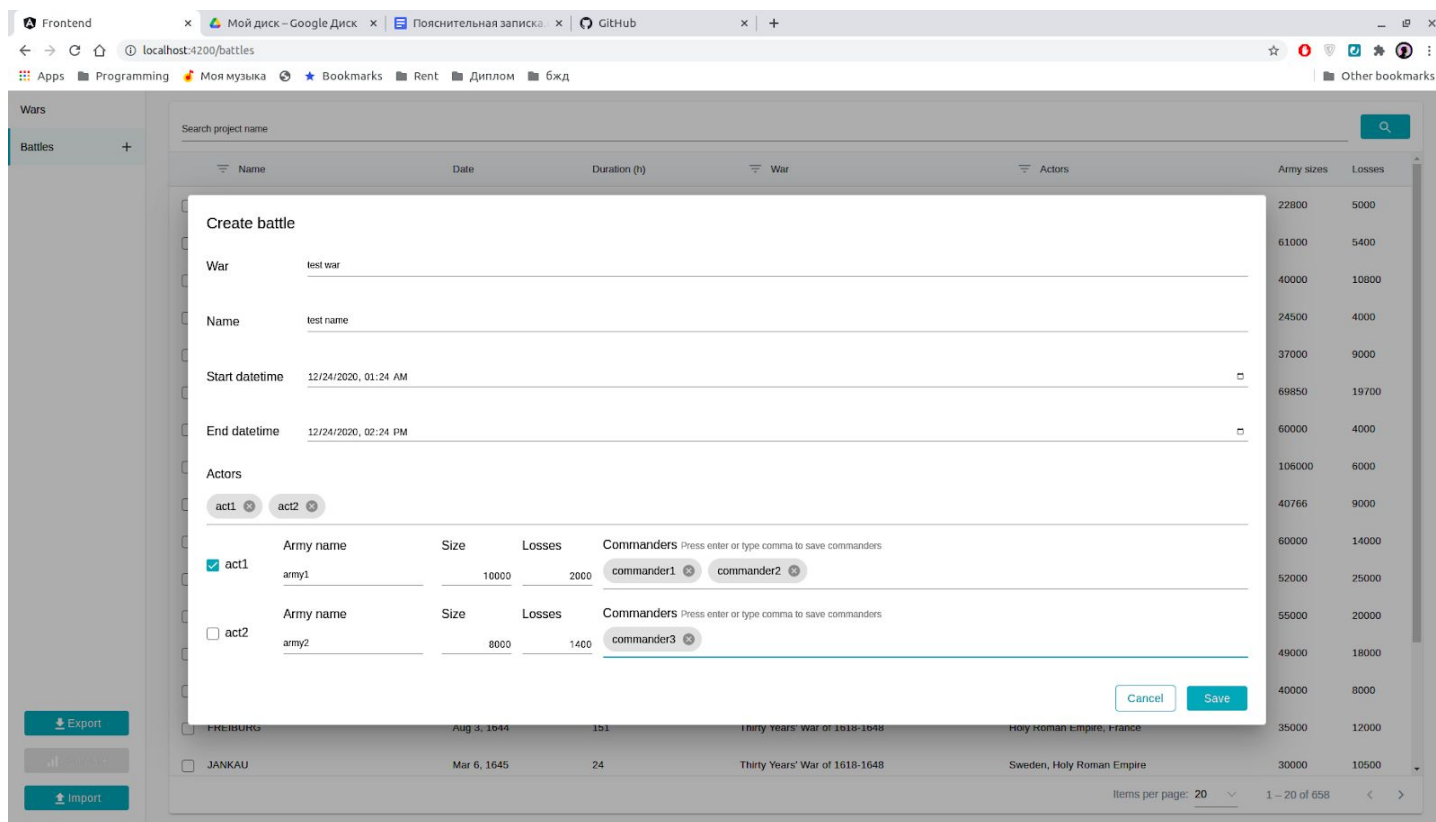 Frontend
Мой диск – Google Диск
Пояснительная записка.
GitHub
localhost:4200/battles
Apps Programming Моя музыка Bookmarks Rent Диплом бжд Other bookmarks
Wars
Battles +
Search project name
Name Date Duration (h) War Actors Army sizes Losses
22800 5000
61000 5400
40000 10800
24500 4000
37000 9000
69850 19700
60000 4000
106000 6000
40766 9000
60000 14000
52000 25000
55000 20000
49000 18000
40000 8000
Create battle
War test war
Name test name
Start datetime 12/24/2020, 01:24 AM
End datetime 12/24/2020, 02:24 PM
Actors
act1 act2
Army name Size Losses Commanders Press enter or type comma to save commanders
act1 army1 10000 2000 commander1 commander2
Army name Size Losses Commanders Press enter or type comma to save commanders
act2 army2 8000 1400 commander3
Cancel Save
FREIBURG Aug 3, 1644 151 Thirty Years' War of 1618-1648 Holy Roman Empire, France 35000 12000
JANKAU Mar 6, 1645 24 Thirty Years' War of 1618-1648 Sweden, Holy Roman Empire 30000 10500
Export
Import
Items per page: 20 1 – 20 of 658